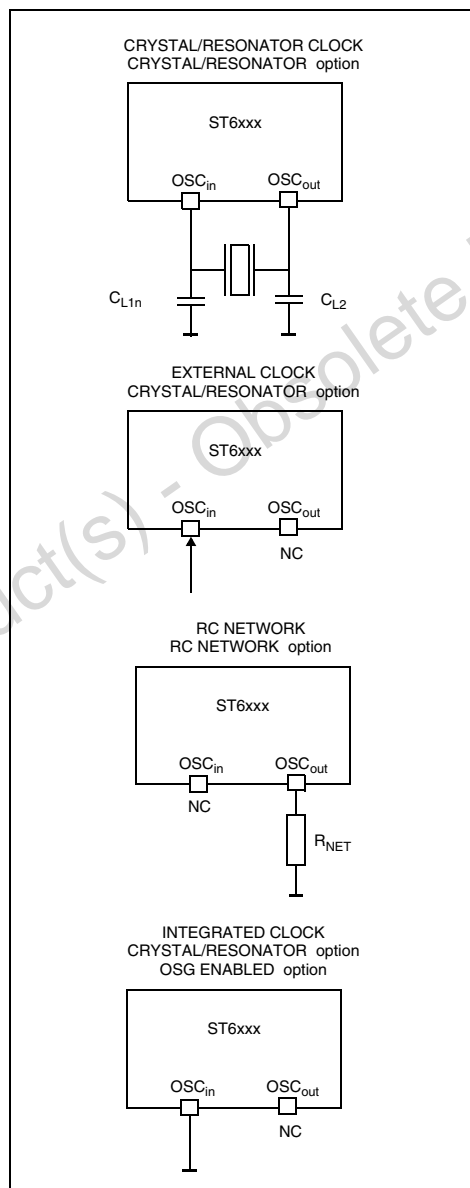 CRYSTAL/RESONATOR CLOCK
CRYSTAL/RESONATOR option
ST6xxx
OSCin OSCout
CL1n CL2
EXTERNAL CLOCK
CRYSTAL/RESONATOR option
ST6xxx
OSCin OSCout
NC
RC NETWORK
RC NETWORK option
ST6xxx
OSCin OSCout
NC
RNET
INTEGRATED CLOCK
CRYSTAL/RESONATOR option
OSG ENABLED option
ST6xxx
OSCin OSCout
NC
duct(s) - Obsolete